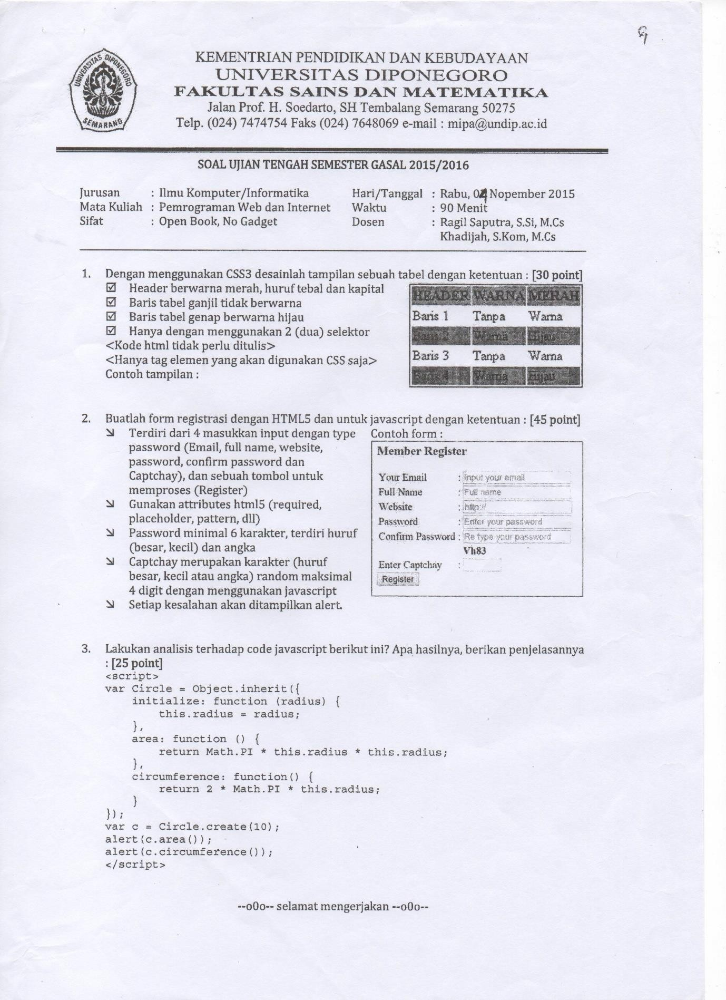 UNIVERSITAS DIPONEGORO
SEMARANG
KEMENTRIAN PENDIDIKAN DAN KEBUDAYAAN
UNIVERSITAS DIPONEGORO
FAKULTAS SAINS DAN MATEMATIKA
Jalan Prof. H. Soedarto, SH Tembalang Semarang 50275
Telp. (024) 7474754 Faks (024) 7648069 e-mail : mipa@undip.ac.id
SOAL UJIAN TENGAH SEMESTER GASAL 2015/2016
Jurusan : Ilmu Komputer/Informatika Hari/Tanggal : Rabu, Nopember 2015
Mata Kuliah : Pemrograman Web dan Internet Waktu : 90 Menit
Sifat : Open Book, No Gadget Dosen : Ragil Saputra, S.Si, M.Cs
Khadijah, S.Kom, M.Cs
1. Dengan menggunakan CSS3 desainlah tampilan sebuah tabel dengan ketentuan : [30 point]
☑ Header berwarna merah, huruf tebal dan kapital
☑ Baris tabel ganjil tidak berwarna
☑ Baris tabel genap berwarna hijau
☑ Hanya dengan menggunakan 2 (dua) selektor
<Kode html tidak perlu ditulis>
<Hanya tag elemen yang akan digunakan CSS saja>
Contoh tampilan :
HEADER WARNA MERAH
Baris 1 Tanpa Warna
Baris 2 Warna Hijau
Baris 3 Tanpa Warna
Baris 4 Warna Hijau
2. Buatlah form registrasi dengan HTML5 dan untuk javascript dengan ketentuan : [45 point]
Terdiri dari 4 masukkan input dengan type
password (Email, full name, website,
password, confirm password dan
Captchay), dan sebuah tombol untuk
memproses (Register)
Gunakan attributes html5 (required,
placeholder, pattern, dll)
Password minimal 6 karakter, terdiri huruf
(besar, kecil) dan angka
Captchay merupakan karakter (huruf
besar, kecil atau angka) random maksimal
4 digit dengan menggunakan javascript
Setiap kesalahan akan ditampilkan alert.
Contoh form :
Member Register
Your Email : Input your email
Full Name : Full name
Website : http://
Password : Enter your password
Confirm Password : Re type your password
Vh83
Enter Captchay :
Register
3. Lakukan analisis terhadap code javascript berikut ini? Apa hasilnya, berikan penjelasannya
: [25 point]
<script>
var Circle = Object.inherit({
initialize: function (radius) {
this.radius = radius;
},
area: function () {
return Math.PI * this.radius * this.radius;
},
circumference: function() {
return 2 * Math.PI * this.radius;
}
});
var c = Circle.create(10);
alert(c.area());
alert(c.circumference());
</script>
--o0o-- selamat mengerjakan --o0o--